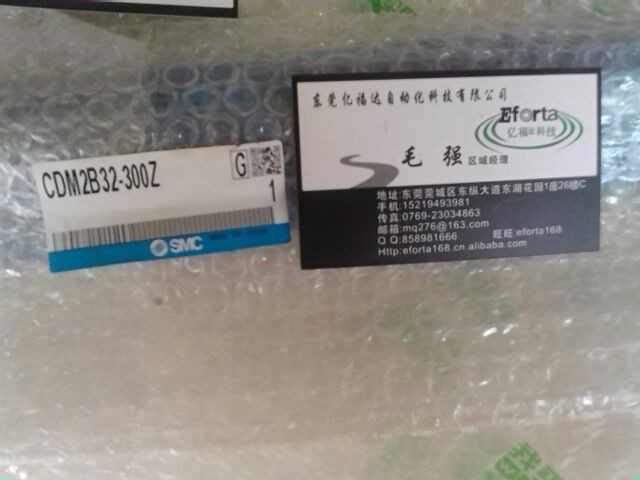 CDM2B32-300Z
G
1
SMC
东莞亿福达自动化科技有限公司
Eforta
亿福达科技
毛 强 区域经理
地址:东莞莞城区东纵大道东湖花园1座26楼C
手机:15219493981
传真:0769-23034863
邮箱:mq276@163.com
QQ:858981666 旺旺:eforta168
Http:eforta168.cn.alibaba.com